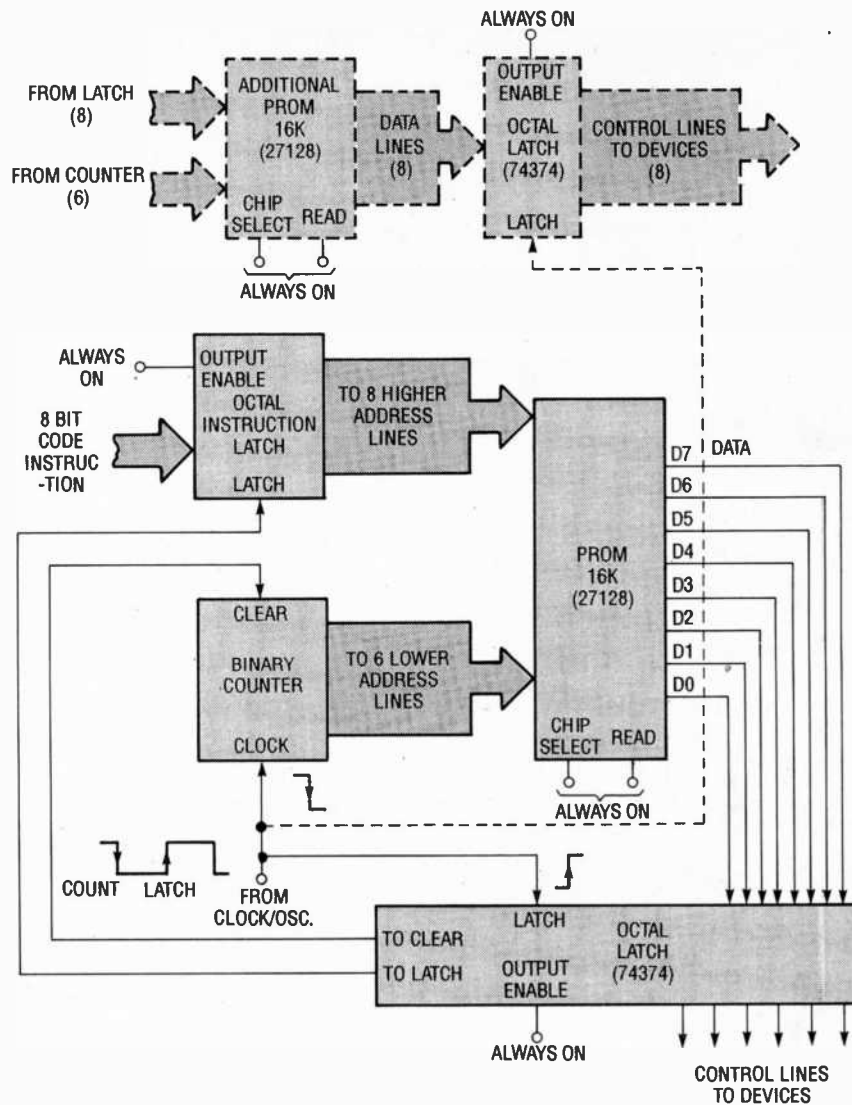 ALWAYS ON
FROM LATCH
(8)
FROM COUNTER
(6)
ADDITIONAL
PROM
16K
(27128)
CHIP
SELECT
READ
ALWAYS ON
DATA
LINES
(8)
OUTPUT
ENABLE
OCTAL
LATCH
(74374)
LATCH
CONTROL LINES
TO DEVICES
(8)
ALWAYS
ON
8 BIT
CODE
INSTRUC
-TION
OUTPUT
ENABLE
OCTAL
INSTRUCTION
LATCH
LATCH
TO 8 HIGHER
ADDRESS
LINES
CLEAR
BINARY
COUNTER
CLOCK
TO 6 LOWER
ADDRESS
LINES
PROM
16K
(27128)
CHIP
SELECT
READ
ALWAYS ON
D7
DATA
D6
D5
D4
D3
D2
D1
D0
COUNT
LATCH
FROM
CLOCK/OSC.
TO CLEAR
TO LATCH
LATCH
OUTPUT
ENABLE
OCTAL
LATCH
(74374)
ALWAYS ON
CONTROL LINES
TO DEVICES